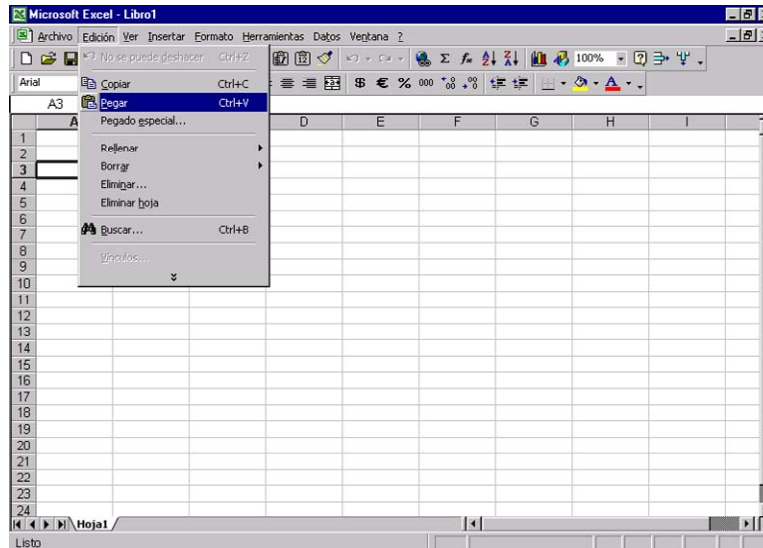 Microsoft Excel - Libro1
Archivo Edición Ver Insertar Formato Herramientas Datos Ventana ?
No se puede deshacer Ctrl+Z
Σ fx 100%
Arial $ € % 000
Copiar Ctrl+C
A3
Pegar Ctrl+V
Pegado especial...
Rellenar
Borrar
Eliminar...
Eliminar hoja
Buscar... Ctrl+B
Vínculos...
A D E F G H I
1
2
3
4
5
6
7
8
9
10
11
12
13
14
15
16
17
18
19
20
21
22
23
24
Hoja1
Listo